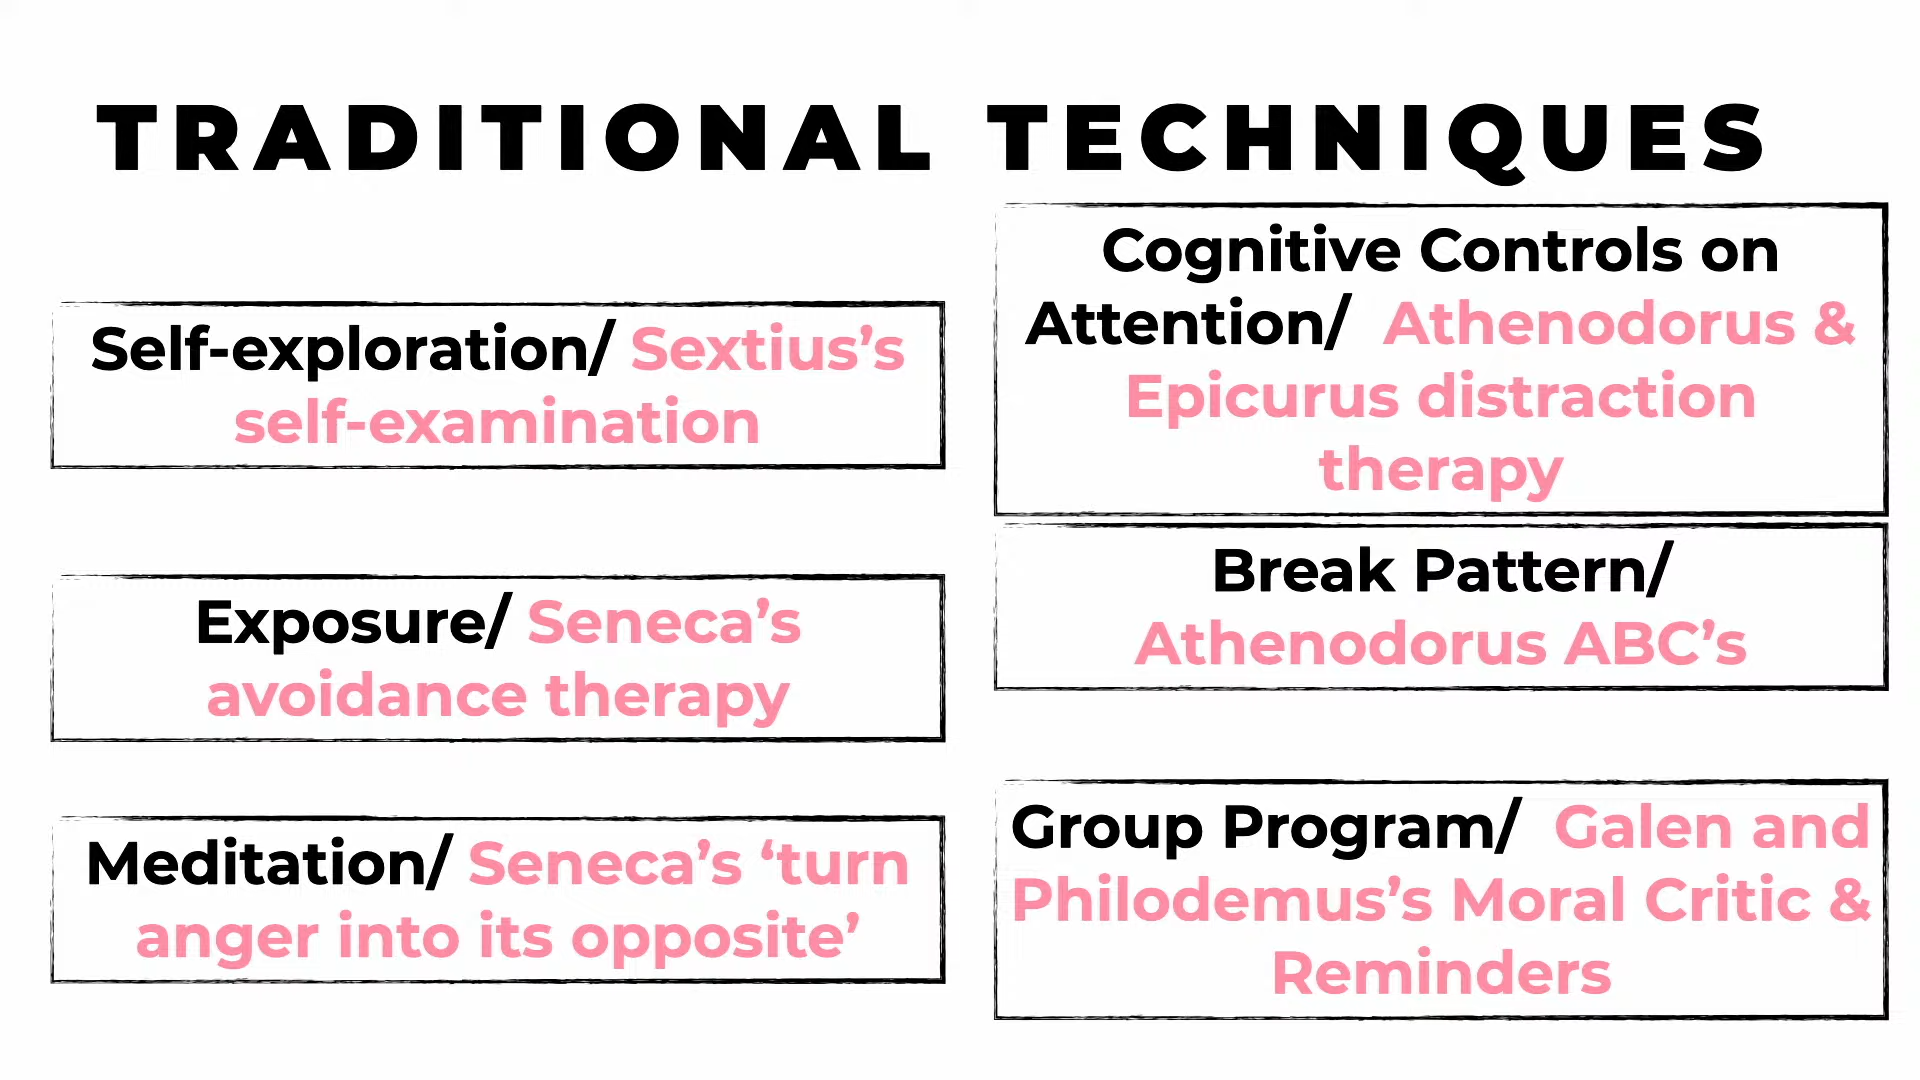 TRADITIONAL TECHNIQUES
Self-exploration/ Sextius’s
self-examination
Exposure/ Seneca’s
avoidance therapy
Meditation/ Seneca’s ‘turn
anger into its opposite’
Cognitive Controls on
Attention/ Athenodorus &
Epicurus distraction
therapy
Break Pattern/
Athenodorus ABC’s
Group Program/ Galen and
Philodemus’s Moral Critic &
Reminders